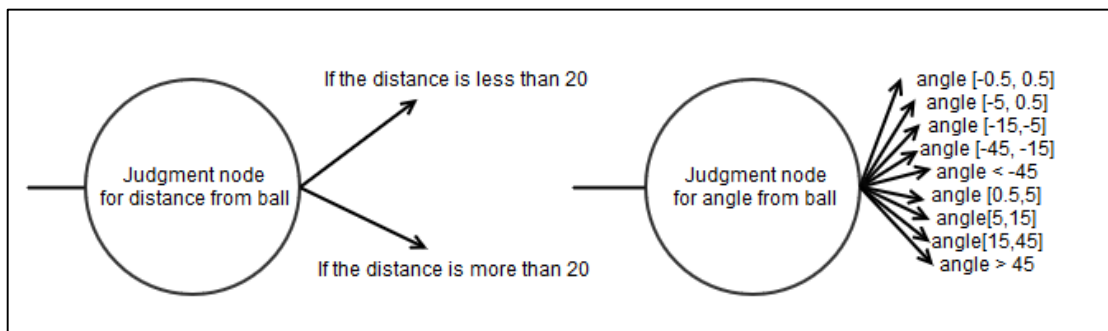 If the distance is less than 20
Judgment node
for distance from ball
If the distance is more than 20
Judgment node
for angle from ball
angle [-0.5, 0.5]
angle [-5, 0.5]
angle [-15,-5]
angle [-45, -15]
angle < -45
angle [0.5,5]
angle[5,15]
angle[15,45]
angle > 45